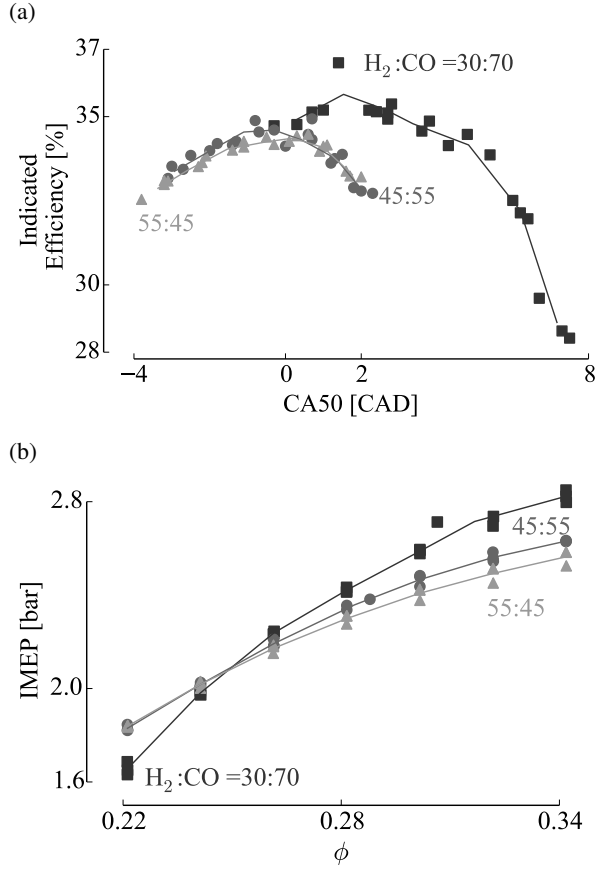 (a)
37
H₂:CO =30:70
35
Indicated
Efficiency [%]
45:55
55:45
30
28
−4
0
2
8
CA50 [CAD]
(b)
2.8
45:55
IMEP [bar]
55:45
2.0
H₂:CO =30:70
1.6
0.22
0.28
0.34
ϕ